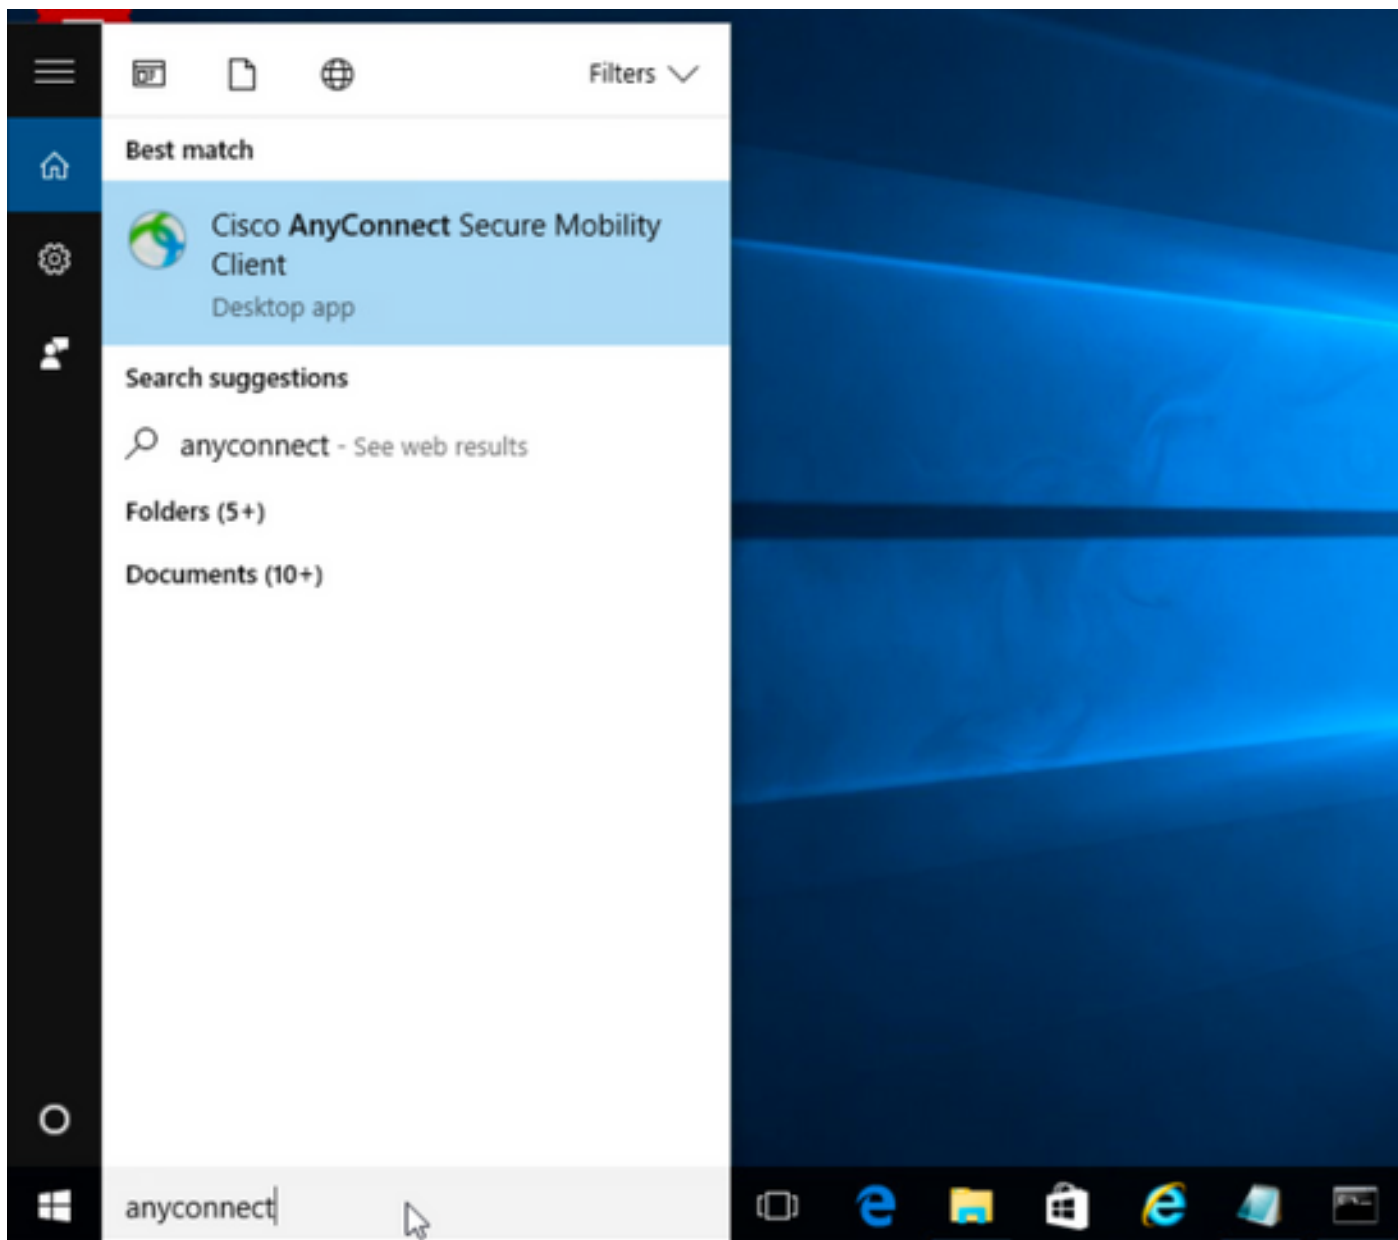 Filters
Best match
Cisco AnyConnect Secure Mobility
Client
Desktop app
Search suggestions
anyconnect - See web results
Folders (5+)
Documents (10+)
anyconnect